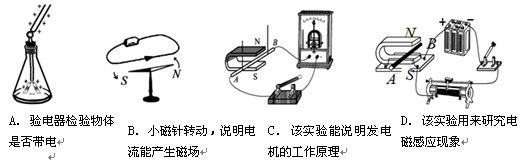 N
B
S
N
B
A
S
S
N
+
−
A. 验电器检验物体
是否带电
B. 小磁针转动，说明电
流能产生磁场
C. 该实验能说明发电
机的工作原理
D. 该实验用来研究电
磁感应现象